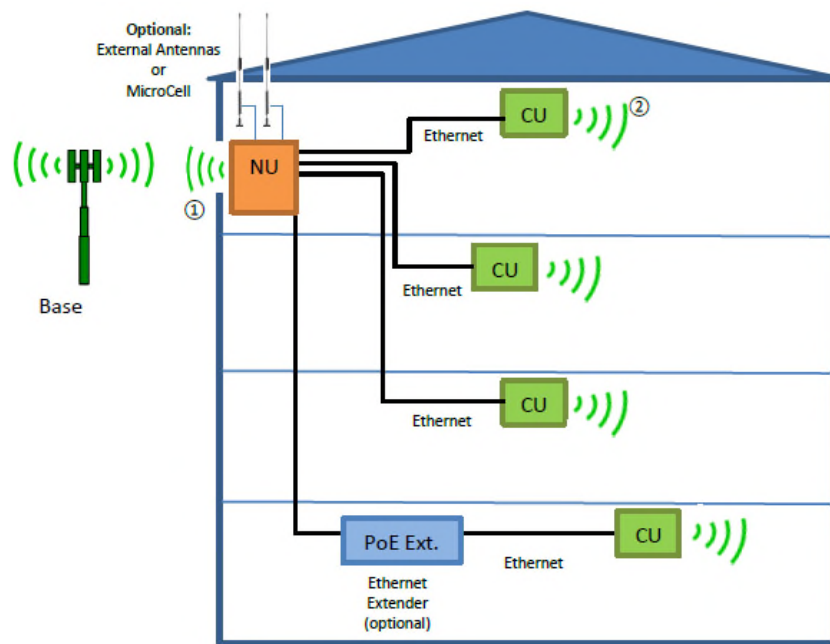 Optional:
External Antennas
or
MicroCell
CU
②
Ethernet
NU
①
Base
CU
Ethernet
CU
Ethernet
PoE Ext.
CU
Ethernet
Ethernet
Extender
(optional)